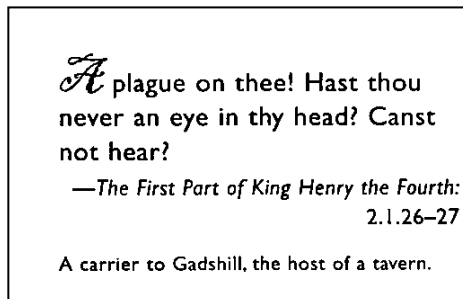 A plague on thee! Hast thou
never an eye in thy head? Canst
not hear?
—The First Part of King Henry the Fourth:
2.1.26–27
A carrier to Gadshill, the host of a tavern.